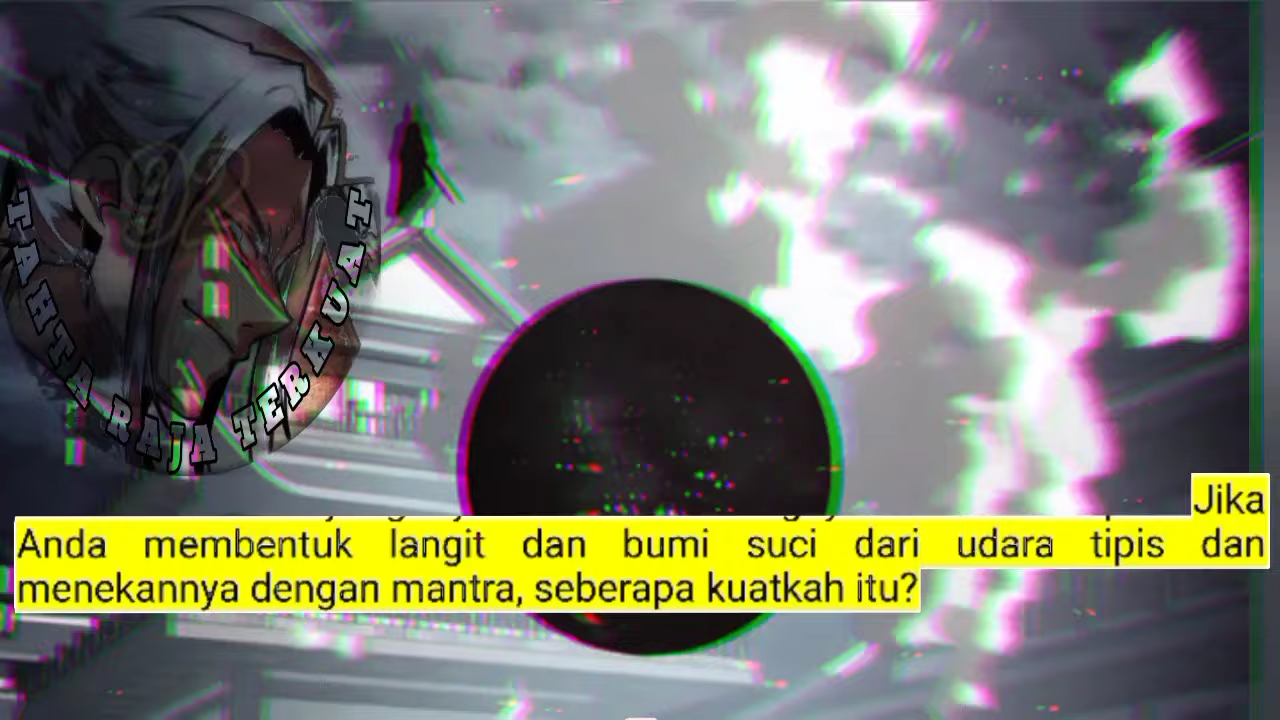 TAHTA RAJA TERKUAT
Jika
Anda membentuk langit dan bumi suci dari udara tipis dan
menekannya dengan mantra, seberapa kuatkah itu?